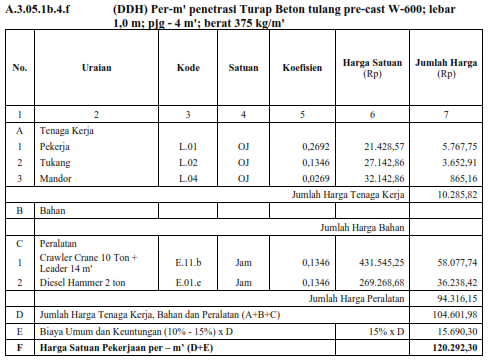 A.3.05.1b.4.f (DDH) Per-m' penetrasi Turap Beton tulang pre-cast W-600; lebar
1,0 m; pjg - 4 m'; berat 375 kg/m'
No. Uraian Kode Satuan Koefisien Harga Satuan (Rp) Jumlah Harga (Rp)
1 2 3 4 5 6 7
A Tenaga Kerja
1 Pekerja L.01 OJ 0,2692 21.428,57 5.767,75
2 Tukang L.02 OJ 0,1346 27.142,86 3.652,91
3 Mandor L.04 OJ 0,0269 32.142,86 865,16
Jumlah Harga Tenaga Kerja 10.285,82
B Bahan
Jumlah Harga Bahan
C Peralatan
1 Crawler Crane 10 Ton + Leader 14 m' E.11.b Jam 0,1346 431.545,25 58.077,74
2 Diesel Hammer 2 ton E.01.e Jam 0,1346 269.268,68 36.238,42
Jumlah Harga Peralatan 94.316,15
D Jumlah Harga Tenaga Kerja, Bahan dan Peralatan (A+B+C) 104.601,98
E Biaya Umum dan Keuntungan (10% - 15%) x D 15% x D 15.690,30
F Harga Satuan Pekerjaan per – m' (D+E) 120.292,30